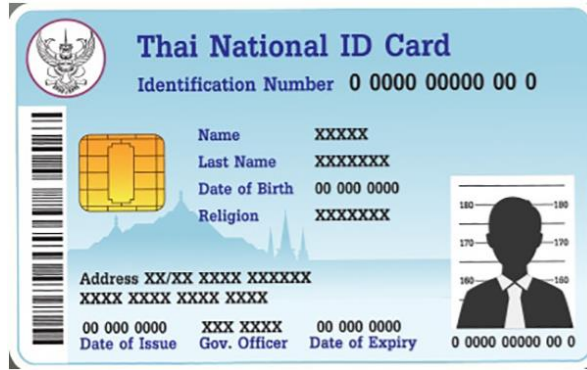 Thai National ID Card
Identification Number 0 0000 00000 00 0
Name XXXXX
Last Name XXXXXXX
Date of Birth 00 000 0000
Religion XXXXXXX
180 180
170 170
160 160
Address XX/XX XXXX XXXXXX
XXXX XXXX XXXX XXXX
00 000 0000 XXX XXXX 00 000 0000
Date of Issue Gov. Officer Date of Expiry
0 0000 00000 00 0